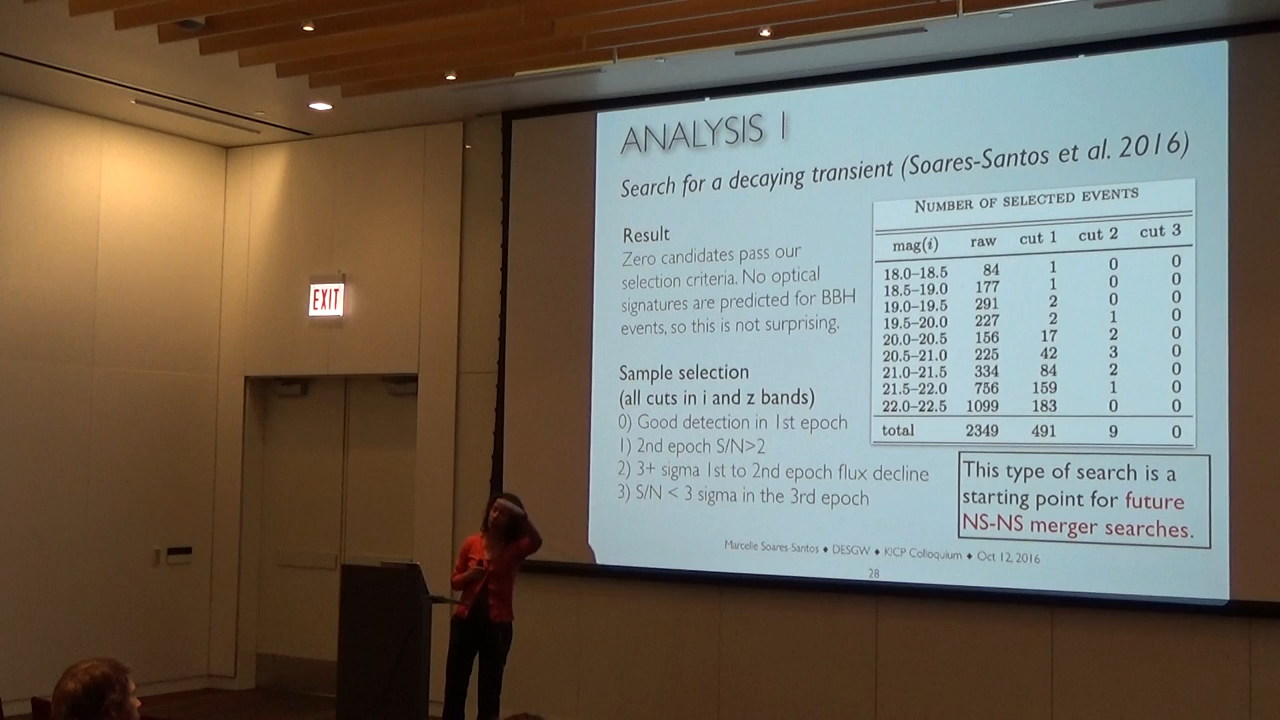 ANALYSIS I
Search for a decaying transient (Soares-Santos et al. 2016)
Result
Zero candidates pass our
selection criteria. No optical
signatures are predicted for BBH
events, so this is not surprising.
Sample selection
(all cuts in i and z bands)
0) Good detection in 1st epoch
1) 2nd epoch S/N>2
2) 3+ sigma 1st to 2nd epoch flux decline
3) S/N < 3 sigma in the 3rd epoch
NUMBER OF SELECTED EVENTS
mag(i) raw cut 1 cut 2 cut 3
18.0–18.5 84 1 0 0
18.5–19.0 177 1 0 0
19.0–19.5 291 2 0 0
19.5–20.0 227 2 1 0
20.0–20.5 156 17 2 0
20.5–21.0 225 42 3 0
21.0–21.5 334 84 2 0
21.5–22.0 756 159 1 0
22.0–22.5 1099 183 0 0
total 2349 491 9 0
This type of search is a
starting point for future
NS-NS merger searches.
Marcelle Soares-Santos ♦ DESGW ♦ KICP Colloquium ♦ Oct 12, 2016
28
EXIT